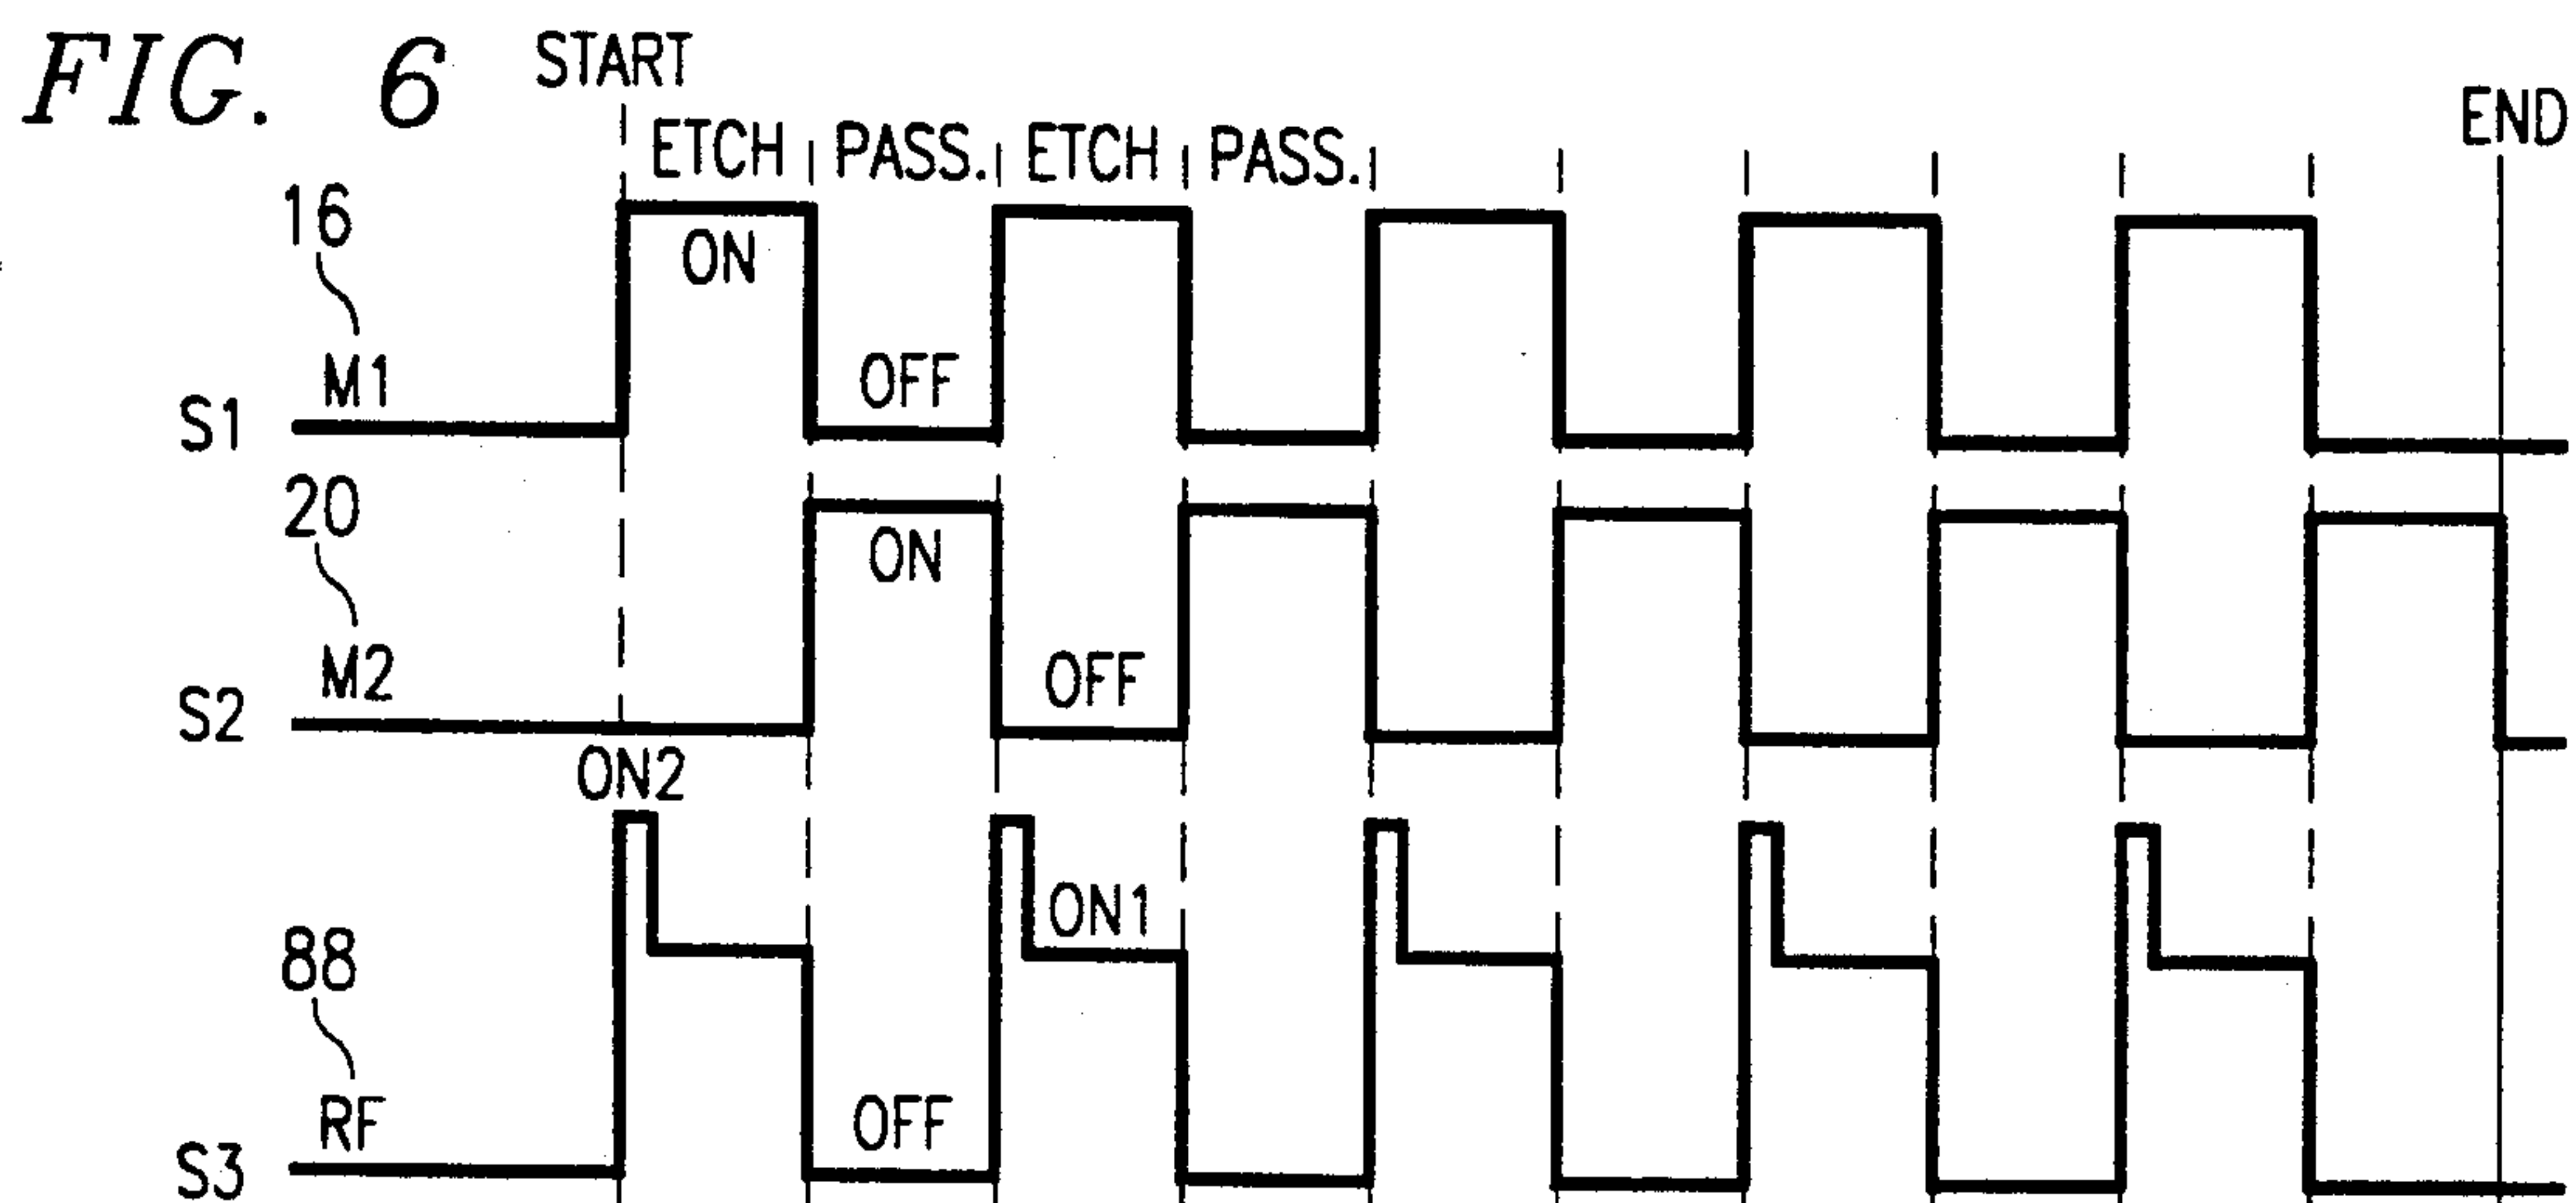 FIG. 6
START
END
ETCH PASS. ETCH PASS.
16
ON
M1
OFF
S1
20
ON
M2
OFF
S2
ON2
ON1
88
RF
OFF
S3